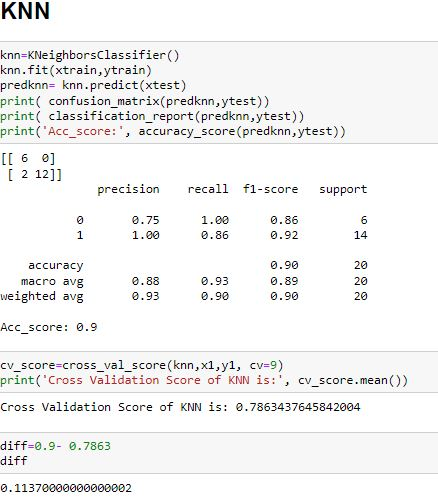 KNN
knn=KNeighborsClassifier()
knn.fit(xtrain,ytrain)
predknn= knn.predict(xtest)
print( confusion_matrix(predknn,ytest))
print( classification_report(predknn,ytest))
print('Acc_score:', accuracy_score(predknn,ytest))
[[ 6  0]
 [ 2 12]]
              precision    recall  f1-score   support
           0       0.75      1.00      0.86         6
           1       1.00      0.86      0.92        14
    accuracy                           0.90        20
   macro avg       0.88      0.93      0.89        20
weighted avg       0.93      0.90      0.90        20
Acc_score: 0.9
cv_score=cross_val_score(knn,x1,y1, cv=9)
print('Cross Validation Score of KNN is:', cv_score.mean())
Cross Validation Score of KNN is: 0.7863437645842004
diff=0.9- 0.7863
diff
0.11370000000000002